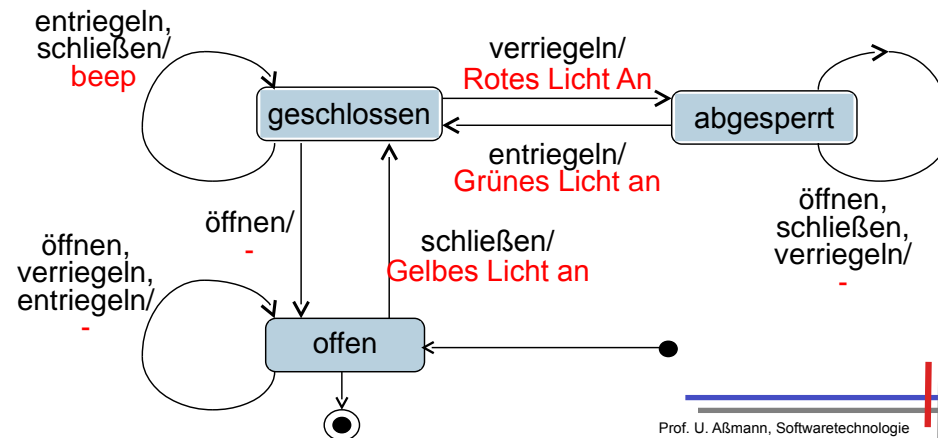 entriegeln,
schließen/
beep
verriegeln/
Rotes Licht An
geschlossen
abgesperrt
entriegeln/
Grünes Licht an
öffnen/
-
schließen/
Gelbes Licht an
öffnen,
schließen,
verriegeln/
-
öffnen,
verriegeln,
entriegeln/
-
offen
Prof. U. Aßmann, Softwaretechnologie